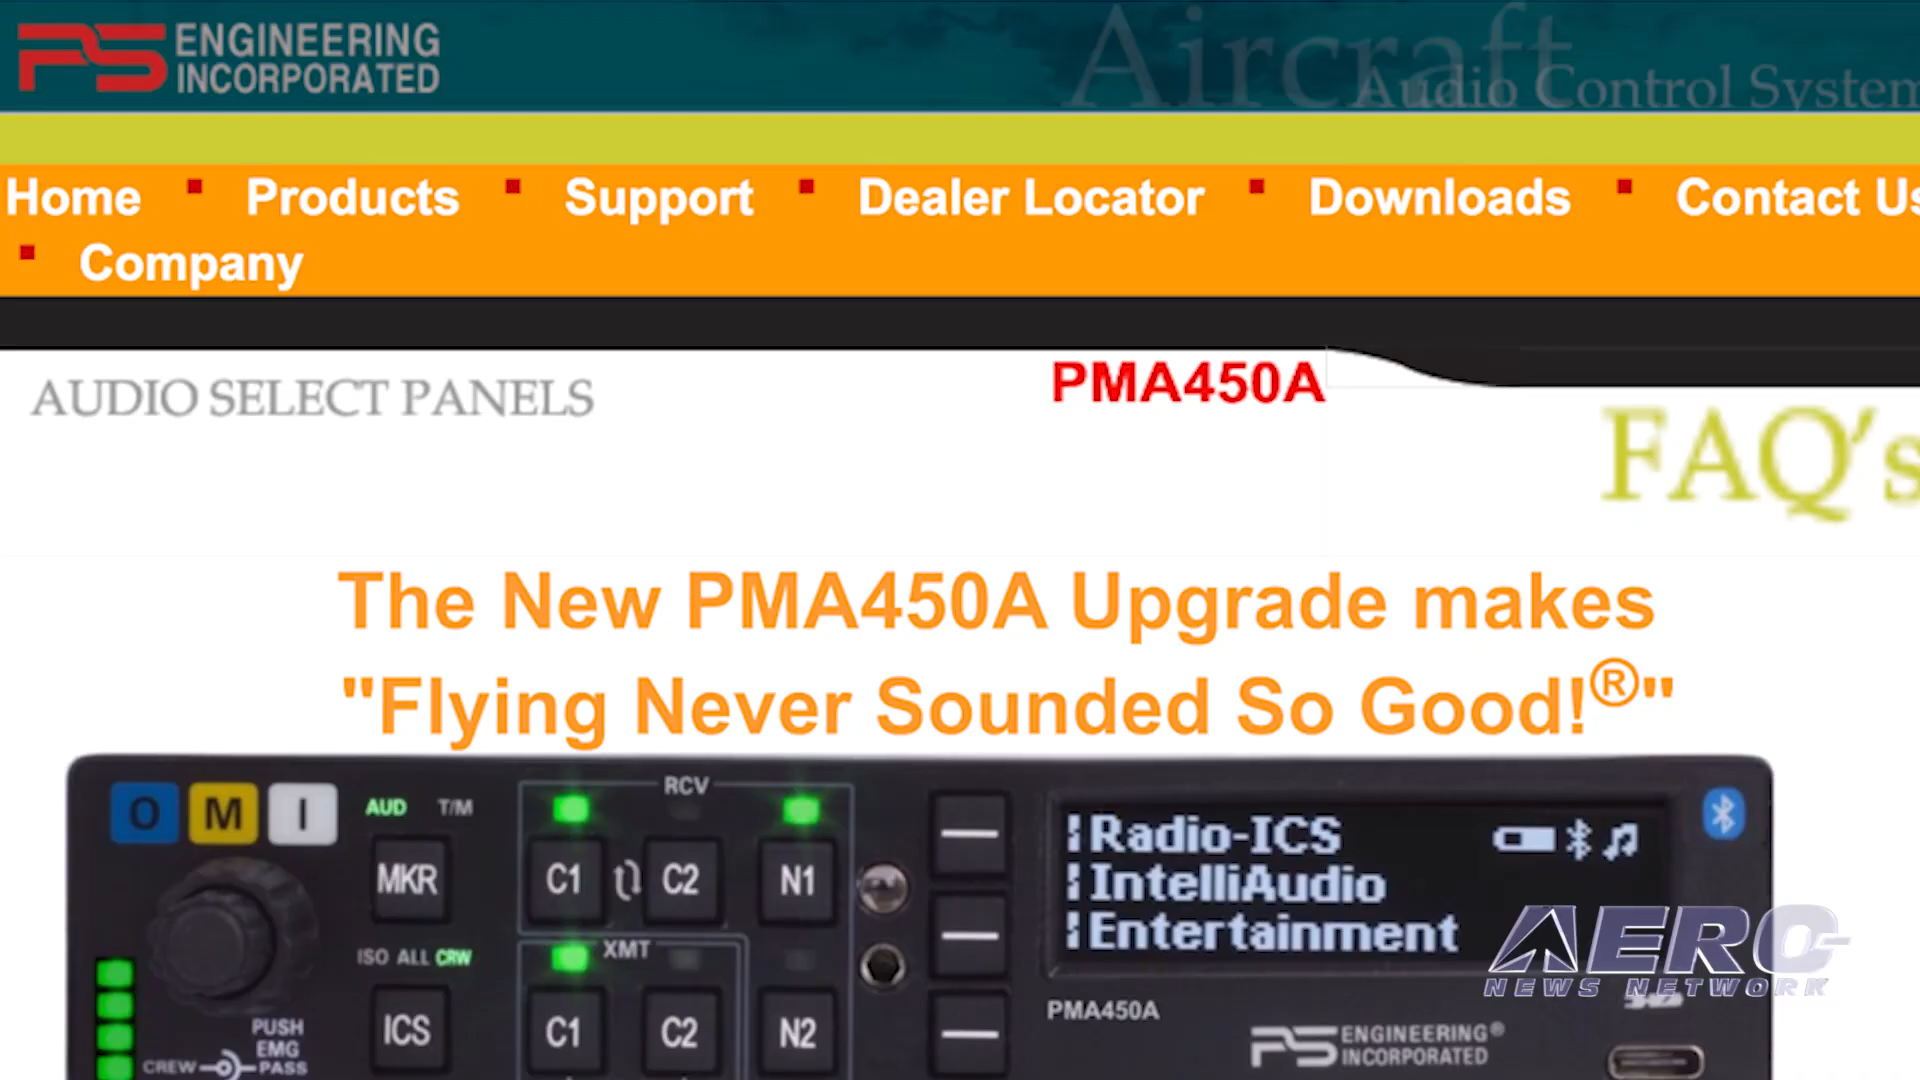 PS ENGINEERING INCORPORATED
Aircraft
Audio Control System
Home Products Support Dealer Locator Downloads Contact Us
Company
AUDIO SELECT PANELS
PMA450A
FAQ's
The New PMA450A Upgrade makes
"Flying Never Sounded So Good!®"
O M I
AUD T/M
RCV
MKR C1 C2 N1
Radio-ICS
IntelliAudio
Entertainment
ISO ALL CRW
XMT
ICS C1 C2 N2
PUSH
EMG
CREW PASS
PMA450A
PS ENGINEERING® INCORPORATED
AERO
NEWS NETWORK